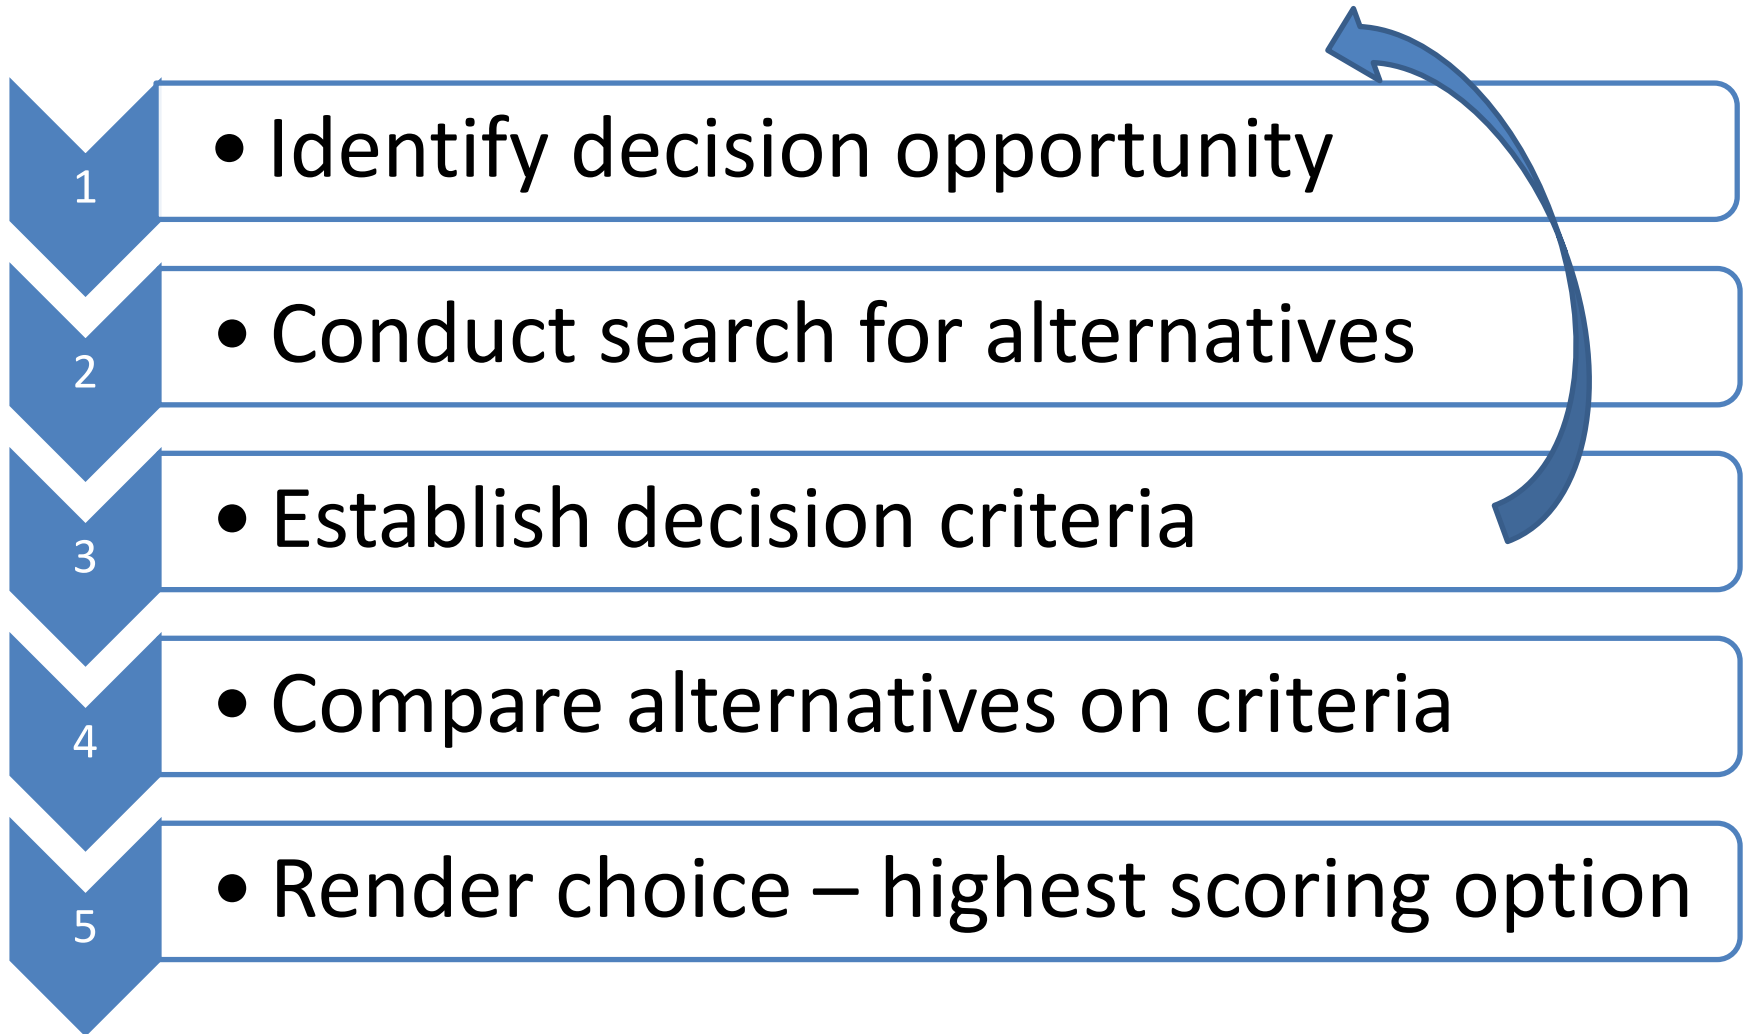 1
• Identify decision opportunity
2
• Conduct search for alternatives
3
• Establish decision criteria
4
• Compare alternatives on criteria
5
• Render choice – highest scoring option